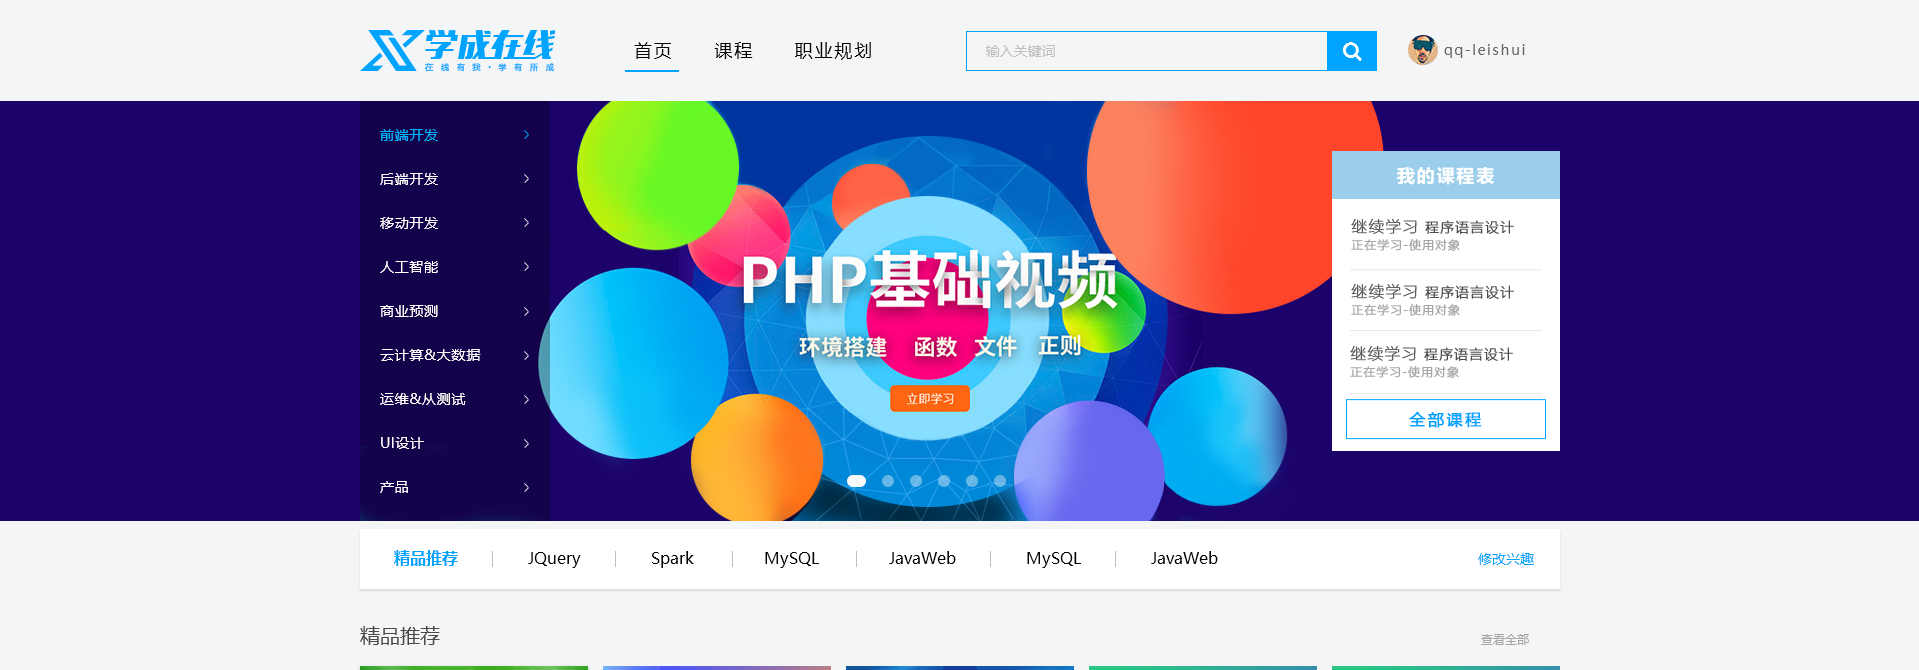 学成在线
在线有我·学有所成
首页 课程 职业规划
输入关键词
qq-leishui
前端开发
后端开发
移动开发
人工智能
商业预测
云计算&大数据
运维&从测试
UI设计
产品
PHP基础视频
环境搭建 函数 文件 正则
立即学习
我的课程表
继续学习 程序语言设计
正在学习-使用对象
继续学习 程序语言设计
正在学习-使用对象
继续学习 程序语言设计
正在学习-使用对象
全部课程
精品推荐 JQuery Spark MySQL JavaWeb MySQL JavaWeb 修改兴趣
精品推荐 查看全部